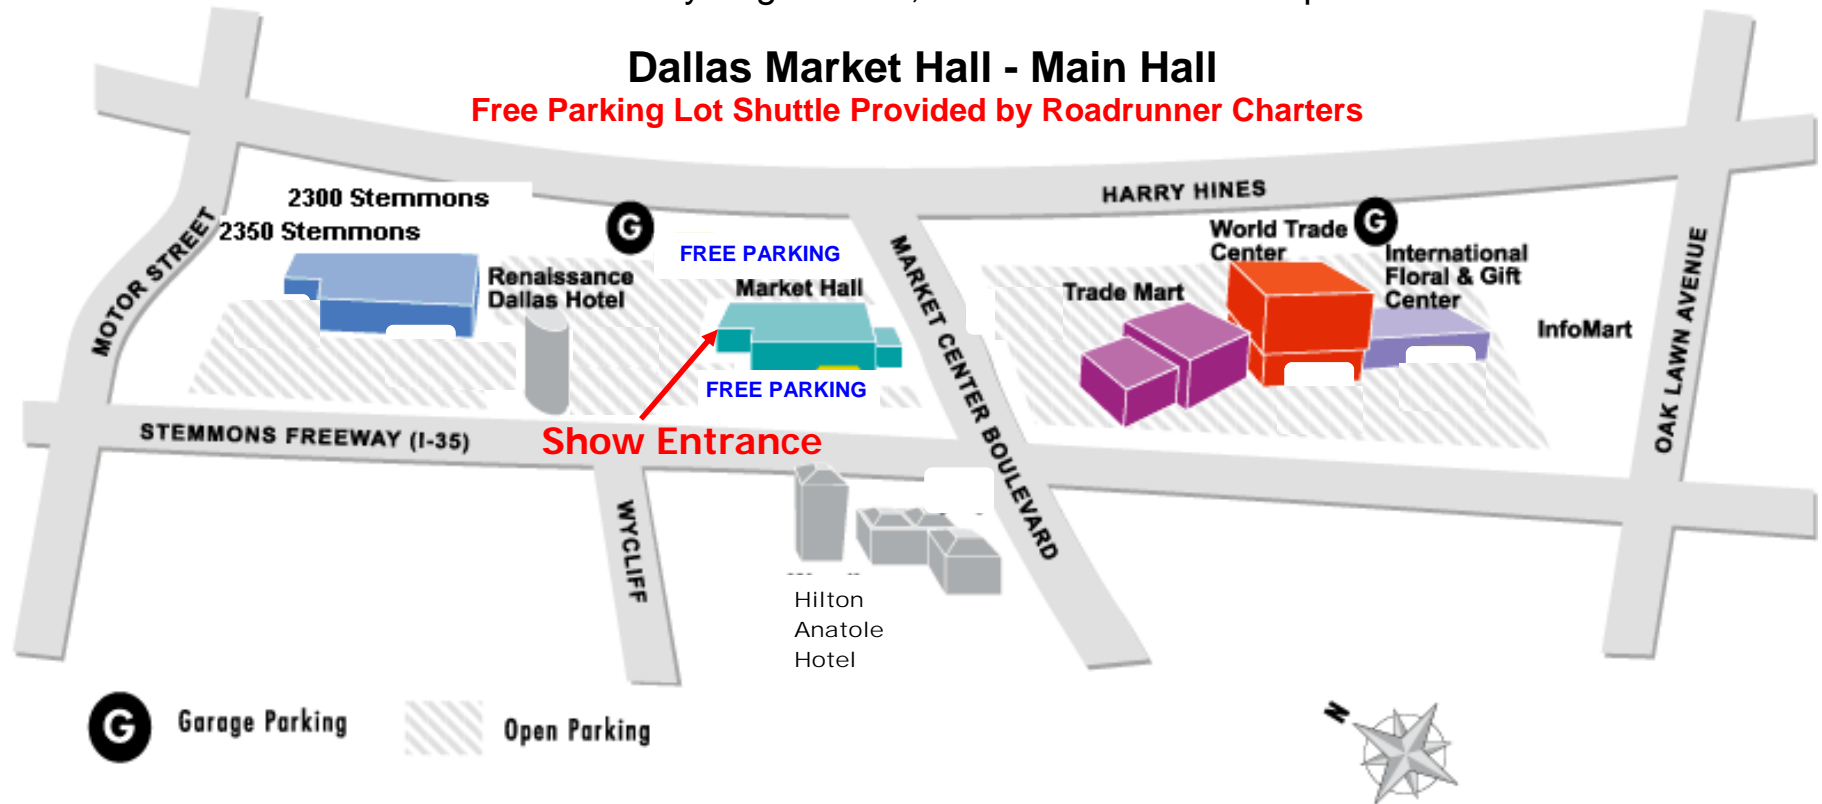 Dallas Market Hall - Main Hall
Free Parking Lot Shuttle Provided by Roadrunner Charters
HARRY HINES
2300 Stemmons
2350 Stemmons
MOTOR STREET
G
FREE PARKING
Renaissance
Dallas Hotel
Market Hall
MARKET CENTER BOULEVARD
G
World Trade
Center
International
Floral & Gift
Center
Trade Mart
InfoMart
OAK LAWN AVENUE
FREE PARKING
STEMMONS FREEWAY (I-35)
Show Entrance
WYCLIFF
Hilton
Anatole
Hotel
G
Garage Parking
Open Parking
N